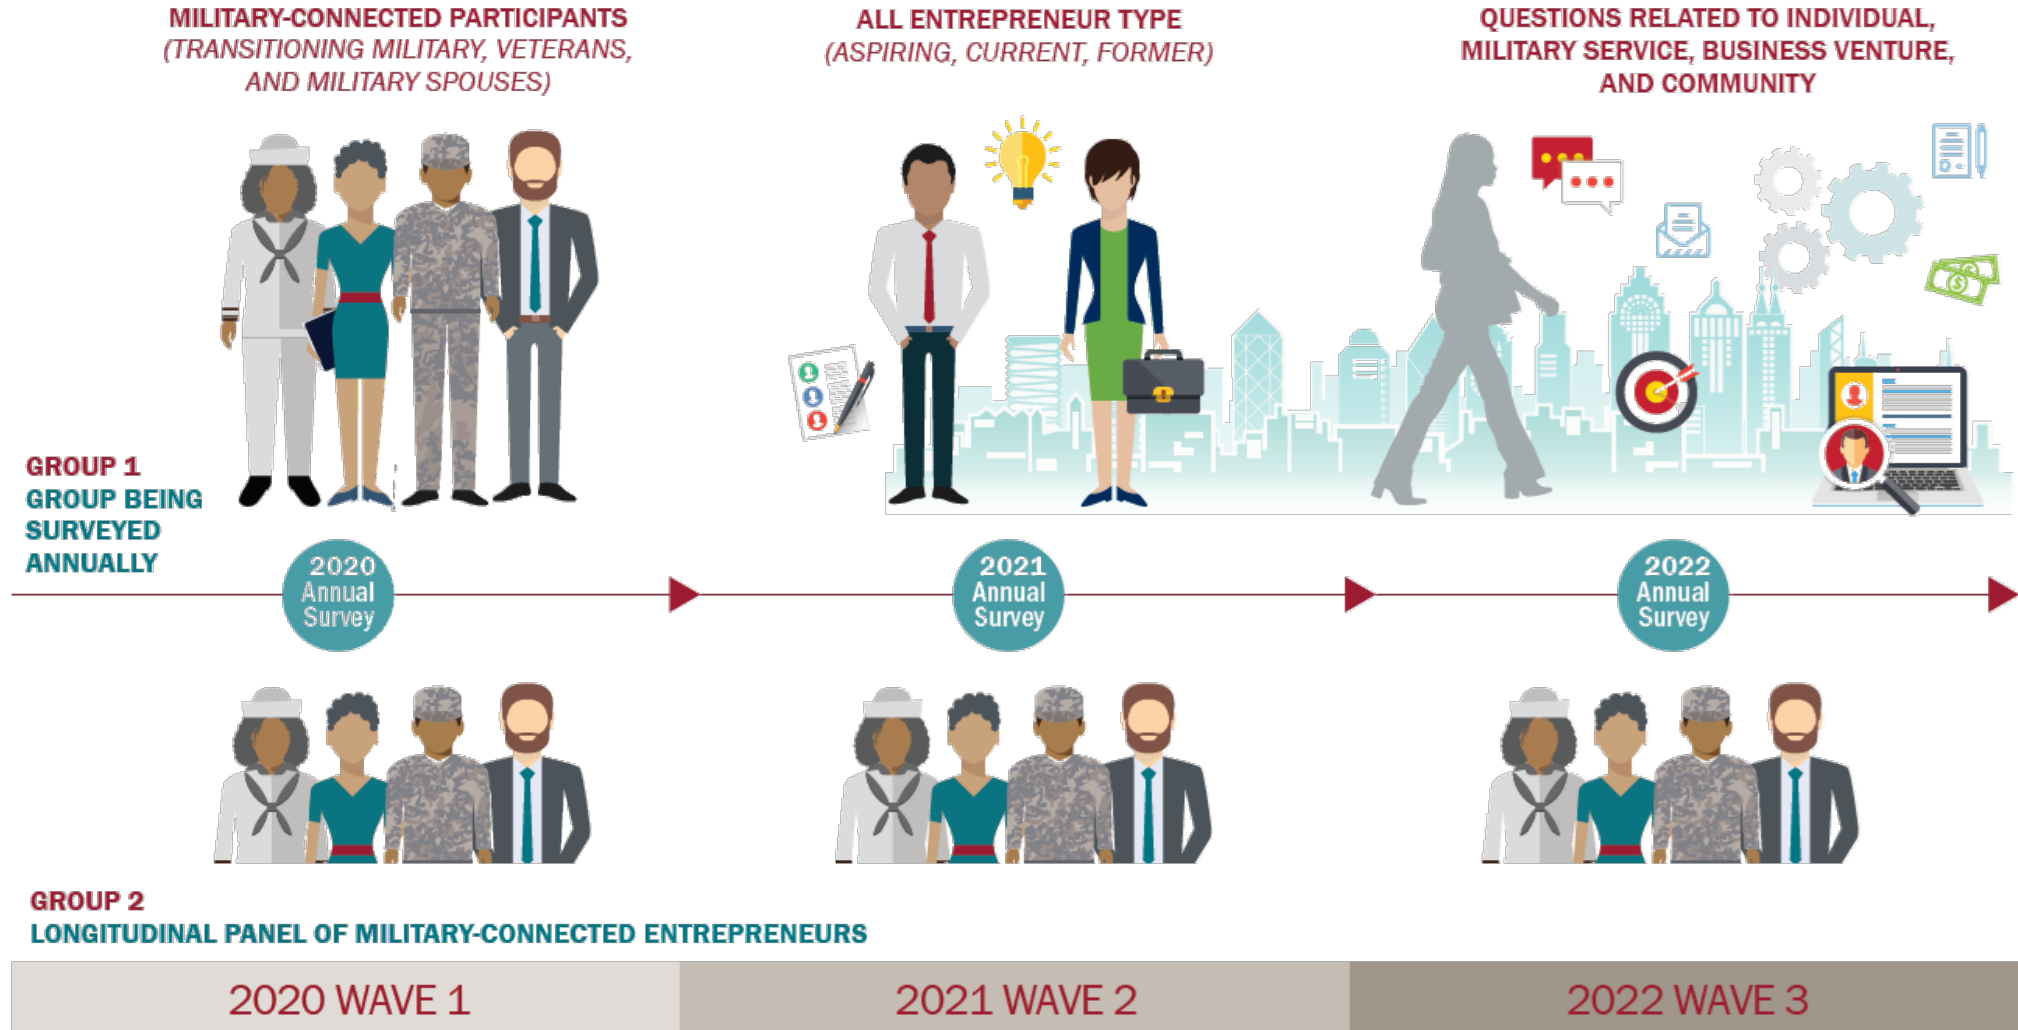 MILITARY-CONNECTED PARTICIPANTS
(TRANSITIONING MILITARY, VETERANS,
AND MILITARY SPOUSES)
ALL ENTREPRENEUR TYPE
(ASPIRING, CURRENT, FORMER)
QUESTIONS RELATED TO INDIVIDUAL,
MILITARY SERVICE, BUSINESS VENTURE,
AND COMMUNITY
GROUP 1
GROUP BEING
SURVEYED
ANNUALLY
2020
Annual
Survey
2021
Annual
Survey
2022
Annual
Survey
GROUP 2
LONGITUDINAL PANEL OF MILITARY-CONNECTED ENTREPRENEURS
2020 WAVE 1
2021 WAVE 2
2022 WAVE 3